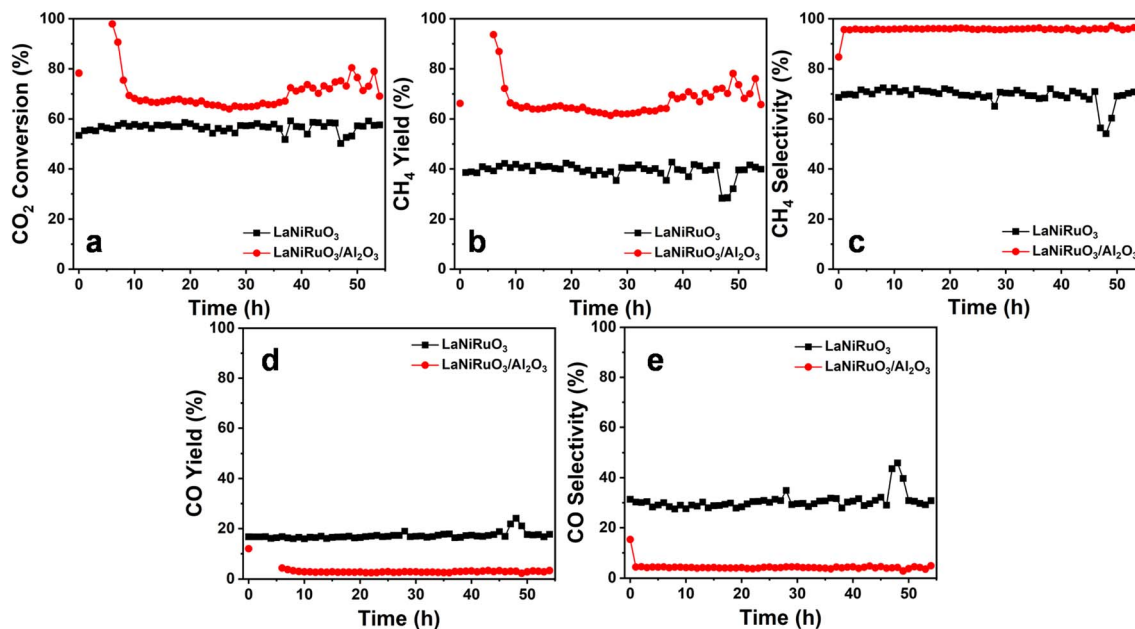 100
80
60
40
20
0
CO₂ Conversion (%)
0 10 20 30 40 50
Time (h)
a
LaNiRuO₃
LaNiRuO₃/Al₂O₃
100
80
60
40
20
0
CH₄ Yield (%)
0 10 20 30 40 50
Time (h)
b
LaNiRuO₃
LaNiRuO₃/Al₂O₃
100
80
60
40
20
0
CH₄ Selectivity (%)
0 10 20 30 40 50
Time (h)
c
LaNiRuO₃
LaNiRuO₃/Al₂O₃
100
80
60
40
20
0
CO Yield (%)
0 10 20 30 40 50
Time (h)
d
LaNiRuO₃
LaNiRuO₃/Al₂O₃
100
80
60
40
20
0
CO Selectivity (%)
0 10 20 30 40 50
Time (h)
e
LaNiRuO₃
LaNiRuO₃/Al₂O₃